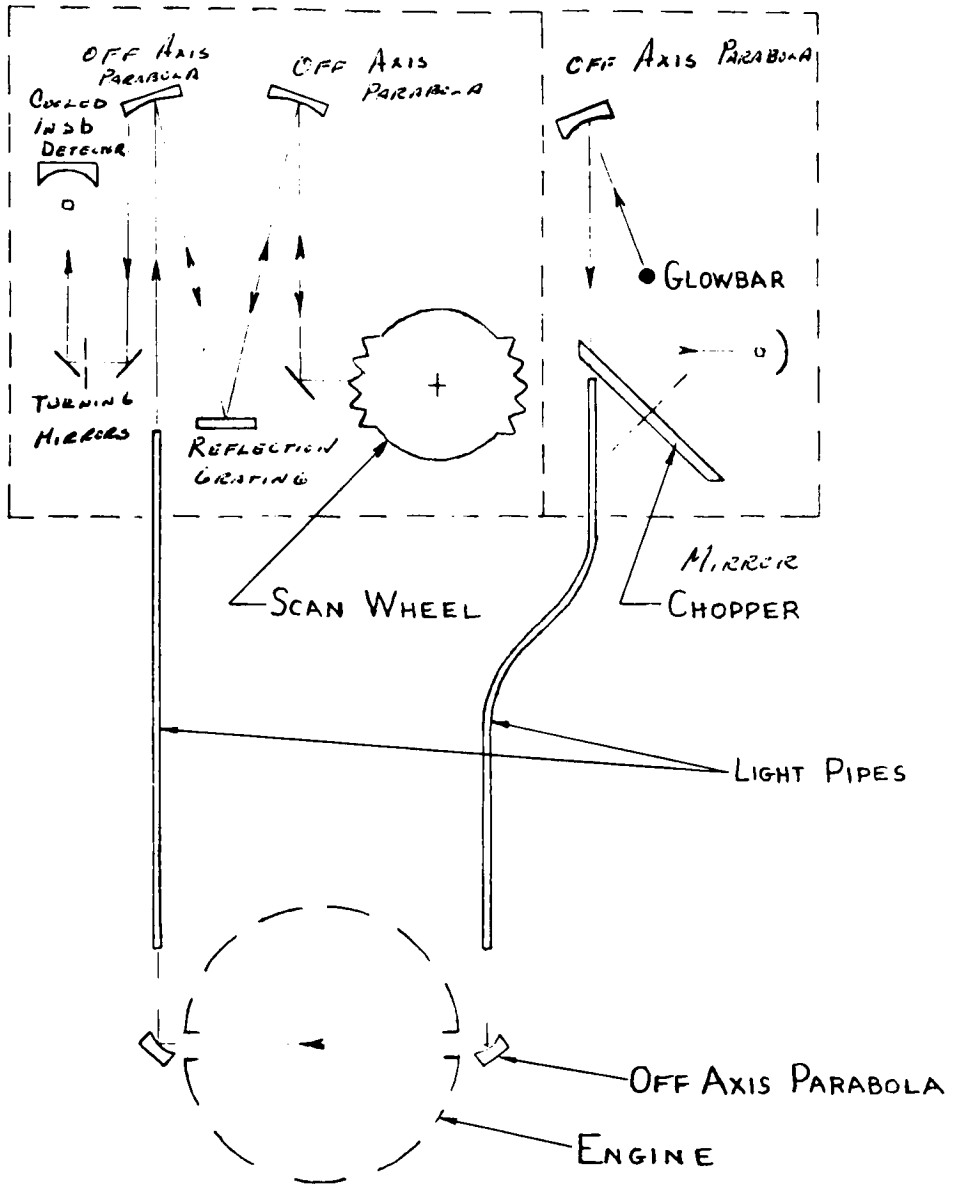 OFF AXIS
PARABOLA
OFF AXIS
PARABOLA
OFF AXIS PARABOLA
COOLED
INSB
DETECTOR
GLOWBAR
TURNING
MIRRORS
REFLECTION
GRATING
SCAN WHEEL
MIRROR
CHOPPER
LIGHT PIPES
OFF AXIS PARABOLA
ENGINE